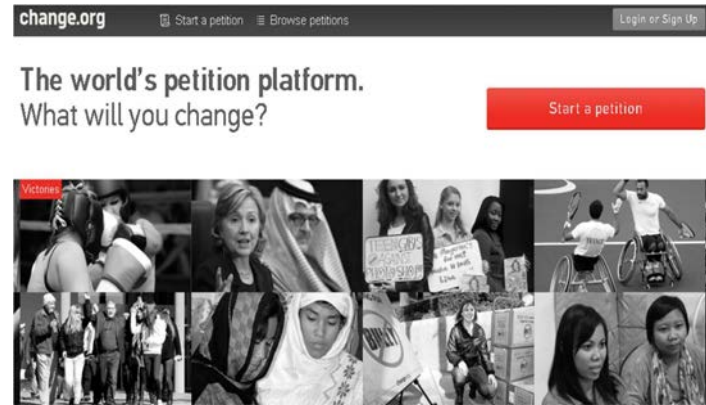 change.org
Start a petition
Browse petitions
Login or Sign Up
The world's petition platform.
What will you change?
Start a petition
Victories
TEEN GIRLS
AGAINST